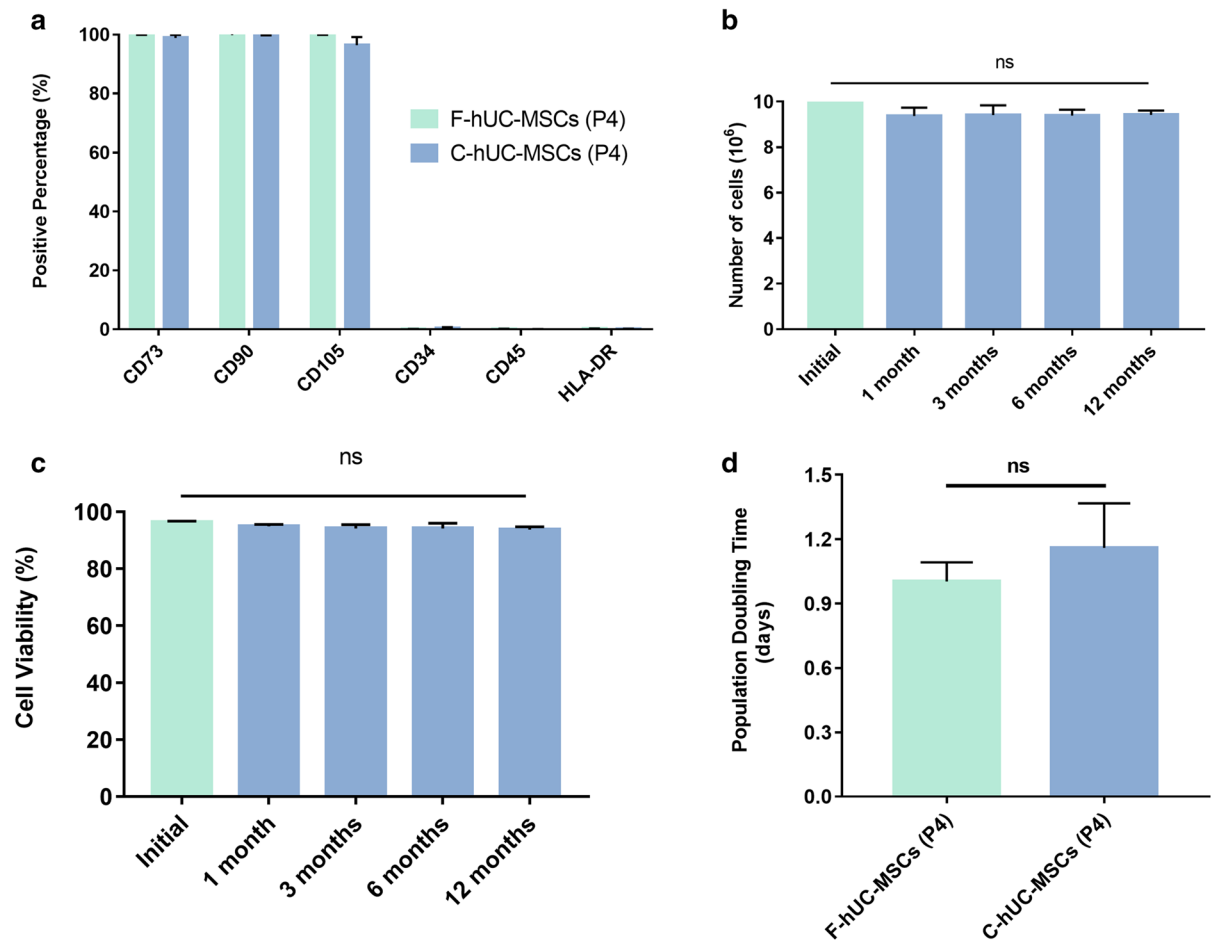 a
Positive Percentage (%)
100
80
60
40
20
0
CD73
CD90
CD105
CD34
CD45
HLA-DR
F-hUC-MSCs (P4)
C-hUC-MSCs (P4)
b
ns
Number of cells (10⁶)
10
8
6
4
2
0
Initial
1 month
3 months
6 months
12 months
c
ns
Cell Viability (%)
100
80
60
40
20
0
Initial
1 month
3 months
6 months
12 months
d
ns
Population Doubling Time
(days)
1.5
1.2
0.9
0.6
0.3
0.0
F-hUC-MSCs (P4)
C-hUC-MSCs (P4)